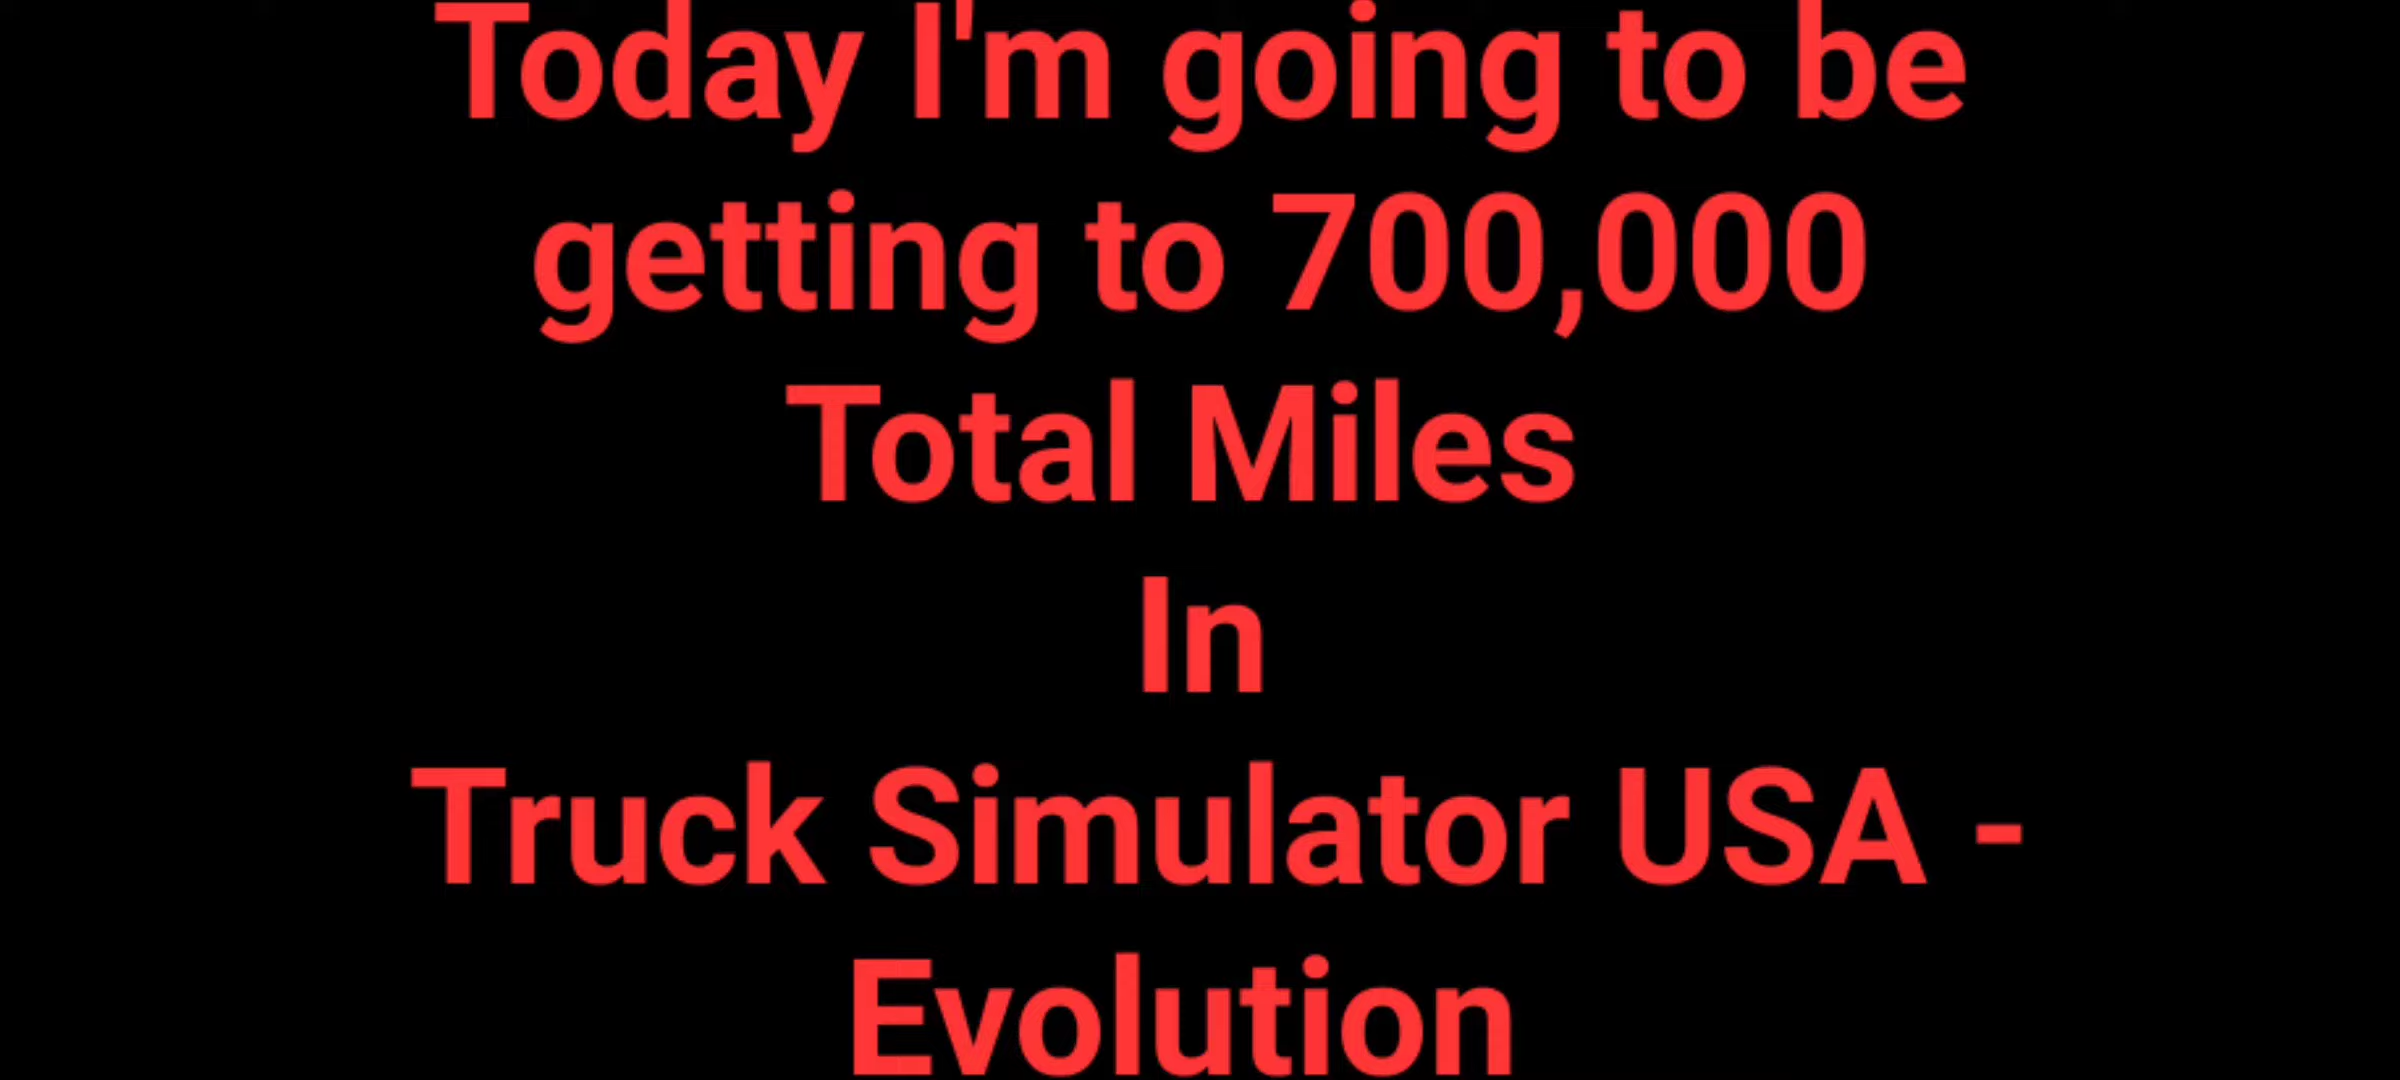 Today I'm going to be
getting to 700,000
Total Miles
In
Truck Simulator USA -
Evolution